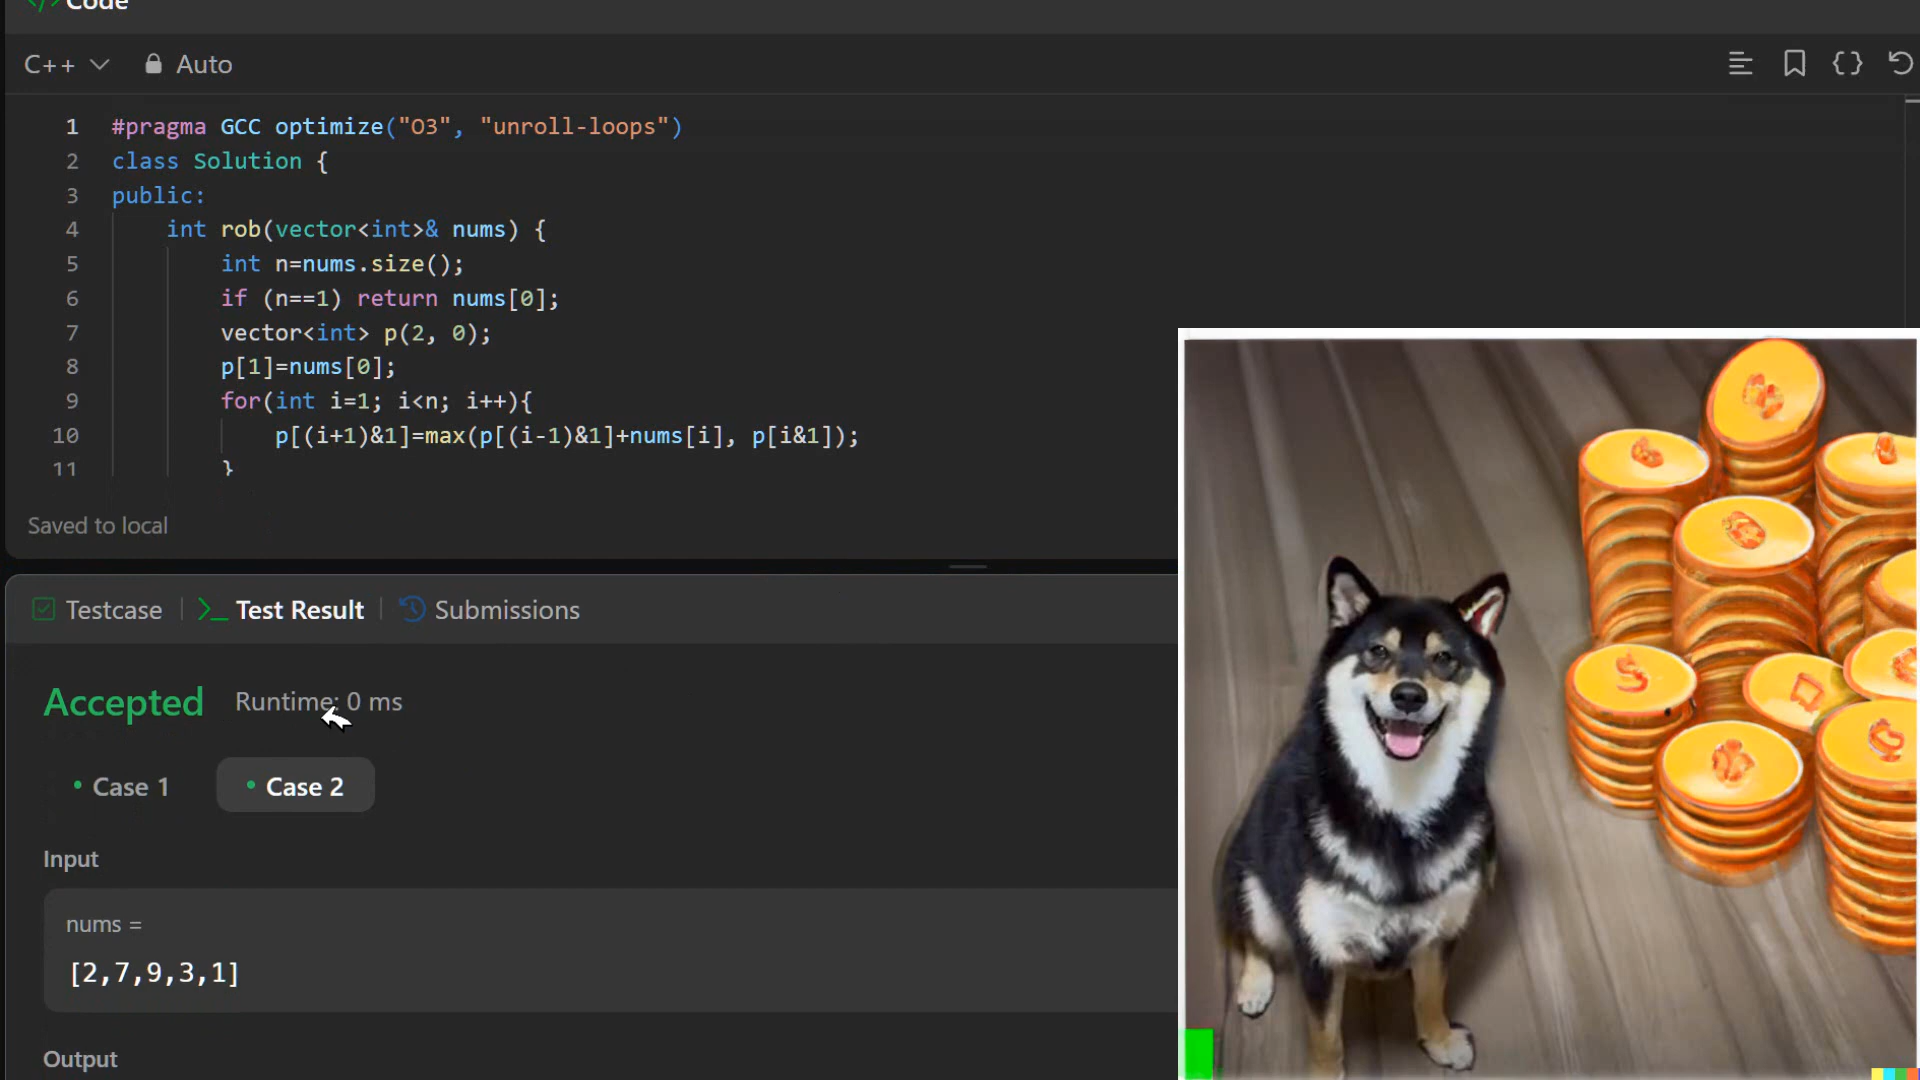 </> Code
C++ Auto
1 #pragma GCC optimize("O3", "unroll-loops")
2 class Solution {
3 public:
4 int rob(vector<int>& nums) {
5 int n=nums.size();
6 if (n==1) return nums[0];
7 vector<int> p(2, 0);
8 p[1]=nums[0];
9 for(int i=1; i<n; i++){
10 p[(i+1)&1]=max(p[(i-1)&1]+nums[i], p[i&1]);
11 }
Saved to local
Testcase | >_ Test Result | Submissions
Accepted Runtime: 0 ms
• Case 1 • Case 2
Input
nums =
[2,7,9,3,1]
Output